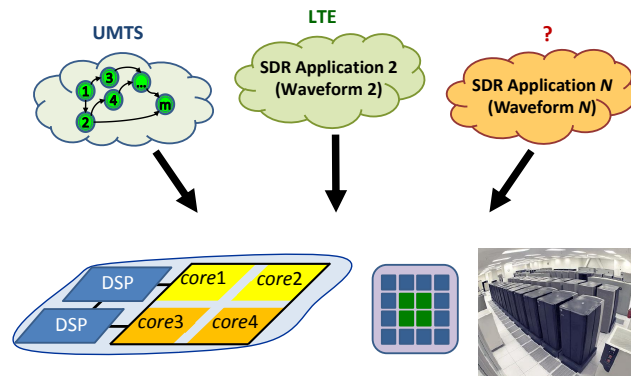 UMTS
LTE
?
1
3
...
4
2
m
SDR Application 2
(Waveform 2)
SDR Application N
(Waveform N)
DSP
core1
core2
DSP
core3
core4